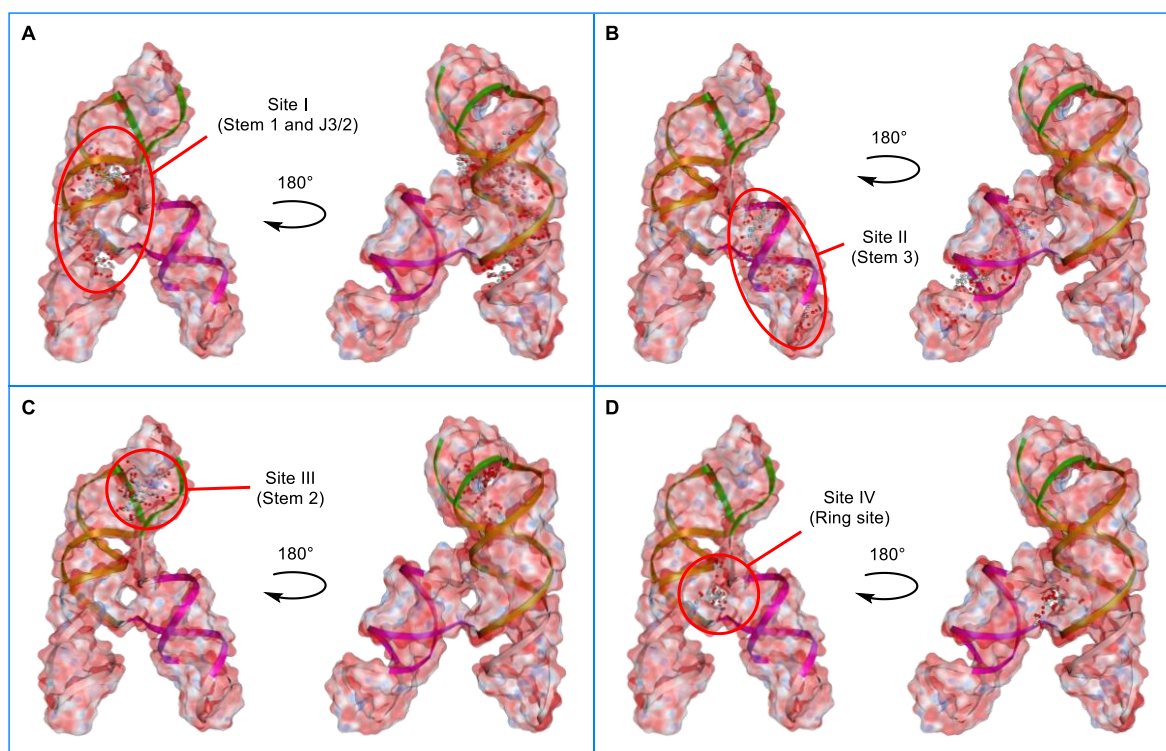 A
Site I
(Stem 1 and J3/2)
180°
B
180°
Site II
(Stem 3)
C
Site III
(Stem 2)
180°
D
Site IV
(Ring site)
180°